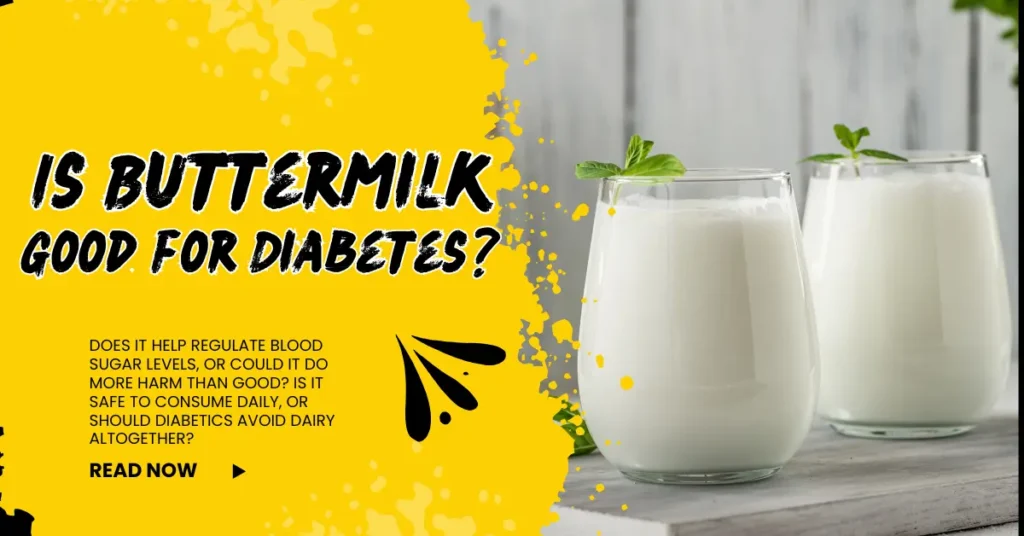 IS BUTTERMILK
GOOD FOR DIABETES?
DOES IT HELP REGULATE BLOOD
SUGAR LEVELS, OR COULD IT DO
MORE HARM THAN GOOD? IS IT
SAFE TO CONSUME DAILY, OR
SHOULD DIABETICS AVOID DAIRY
ALTOGETHER?
READ NOW